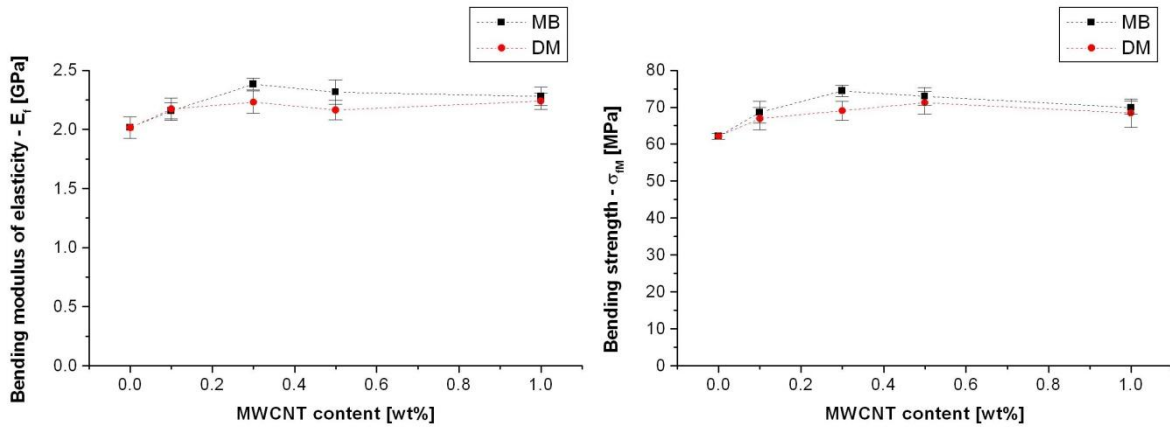 MB
DM
Bending modulus of elasticity - Ef [GPa]
2.5
2.0
1.5
1.0
0.5
0.0
0.0 0.2 0.4 0.6 0.8 1.0
MWCNT content [wt%]
MB
DM
Bending strength - σfM [MPa]
80
70
60
50
40
30
20
10
0
0.0 0.2 0.4 0.6 0.8 1.0
MWCNT content [wt%]